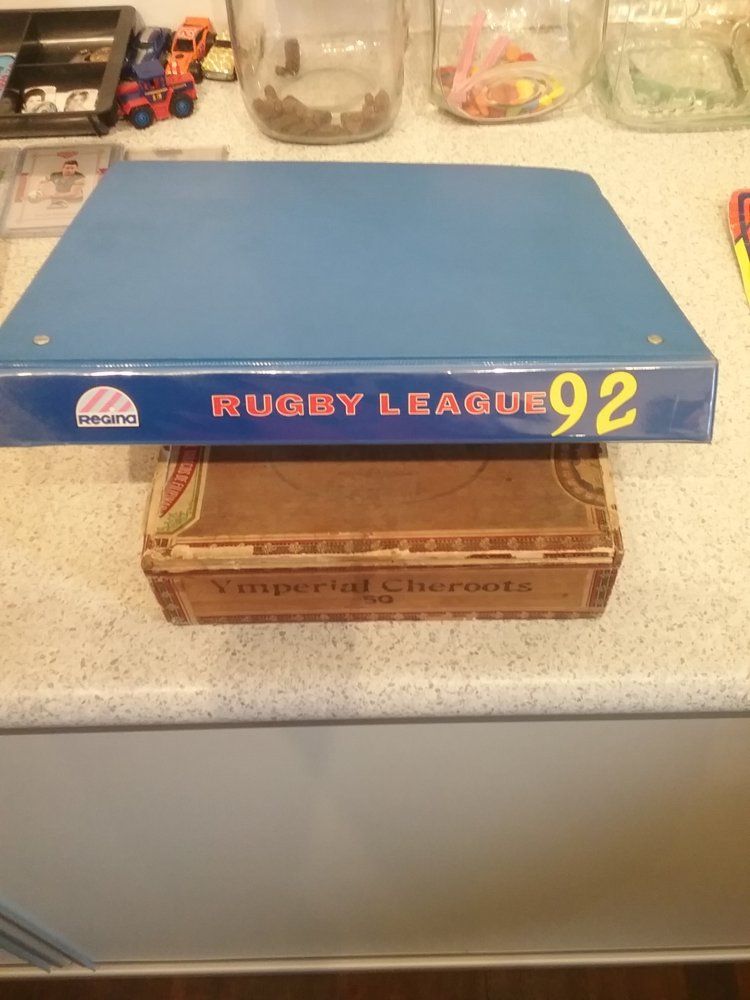 Regina
RUGBY LEAGUE 92
Ymperial Cheroots
50